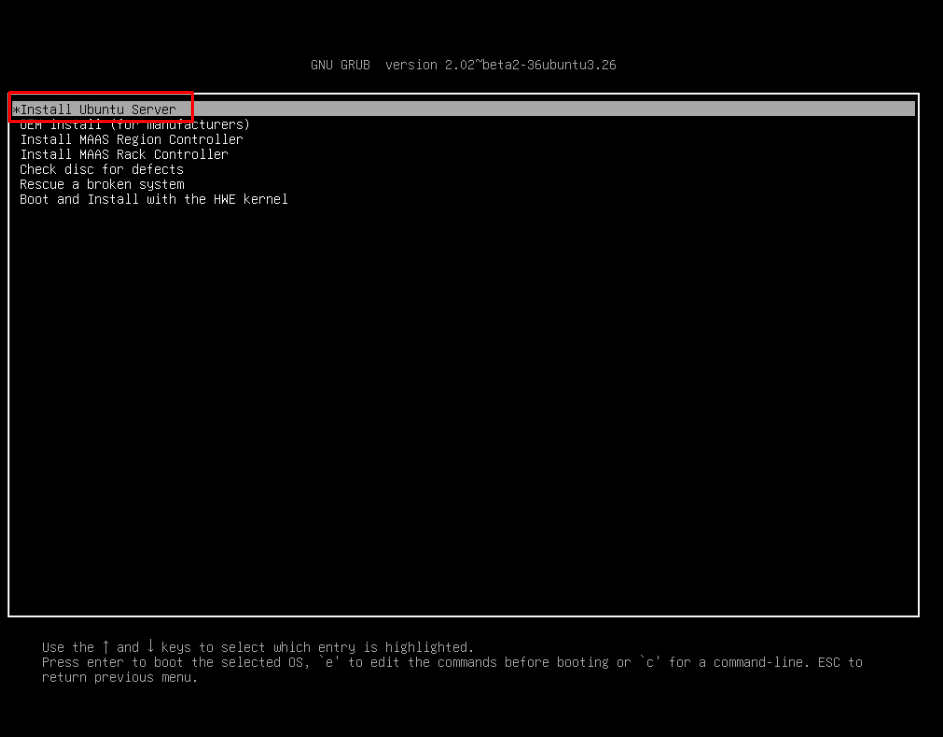 GNU GRUB  version 2.02~beta2-36ubuntu3.26
*Install Ubuntu Server
OEM install (for manufacturers)
Install MAAS Region Controller
Install MAAS Rack Controller
Check disc for defects
Rescue a broken system
Boot and Install with the HWE kernel
Use the ↑ and ↓ keys to select which entry is highlighted.
Press enter to boot the selected OS, `e' to edit the commands before booting or `c' for a command-line. ESC to
return previous menu.